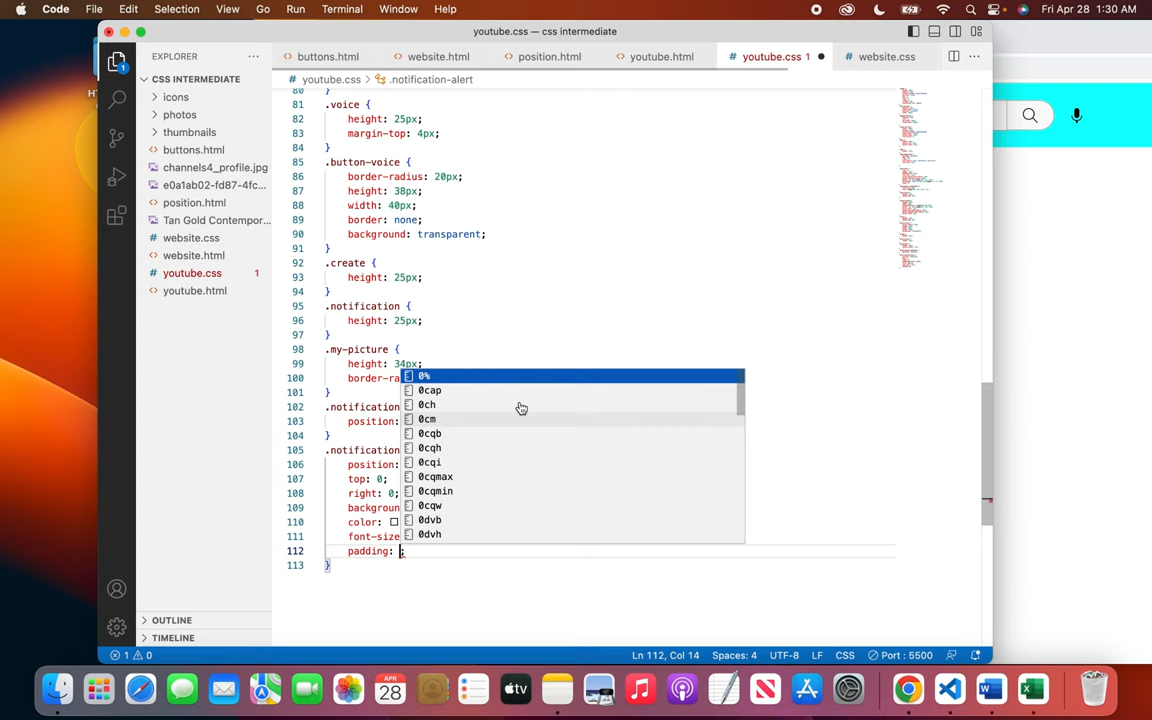 Code File Edit Selection View Go Run Terminal Window Help Fri Apr 28 1:30 AM
youtube.css — css intermediate
EXPLORER
buttons.html website.html position.html youtube.html youtube.css 1 website.css
CSS INTERMEDIATE
youtube.css > .notification-alert
icons
photos
thumbnails
buttons.html
channels4_profile.jpg
e0a1ab02-fd87-4fc...
position.html
Tan Gold Contempor...
website.css
website.html
youtube.css 1
youtube.html
OUTLINE
TIMELINE
80 }
81 .voice {
82 height: 25px;
83 margin-top: 4px;
84 }
85 .button-voice {
86 border-radius: 20px;
87 height: 38px;
88 width: 40px;
89 border: none;
90 background: transparent;
91 }
92 .create {
93 height: 25px;
94 }
95 .notification {
96 height: 25px;
97 }
98 .my-picture {
99 height: 34px;
100 border-ra
101 }
102 .notification
103 position:
104 }
105 .notification
106 position:
107 top: 0;
108 right: 0;
109 backgroun
110 color:
111 font-size
112 padding: ;
113 }
0%
0cap
0ch
0cm
0cqb
0cqh
0cqi
0cqmax
0cqmin
0cqw
0dvb
0dvh
1 0 Ln 112, Col 14 Spaces: 4 UTF-8 LF CSS Port : 5500
APR
28
tv